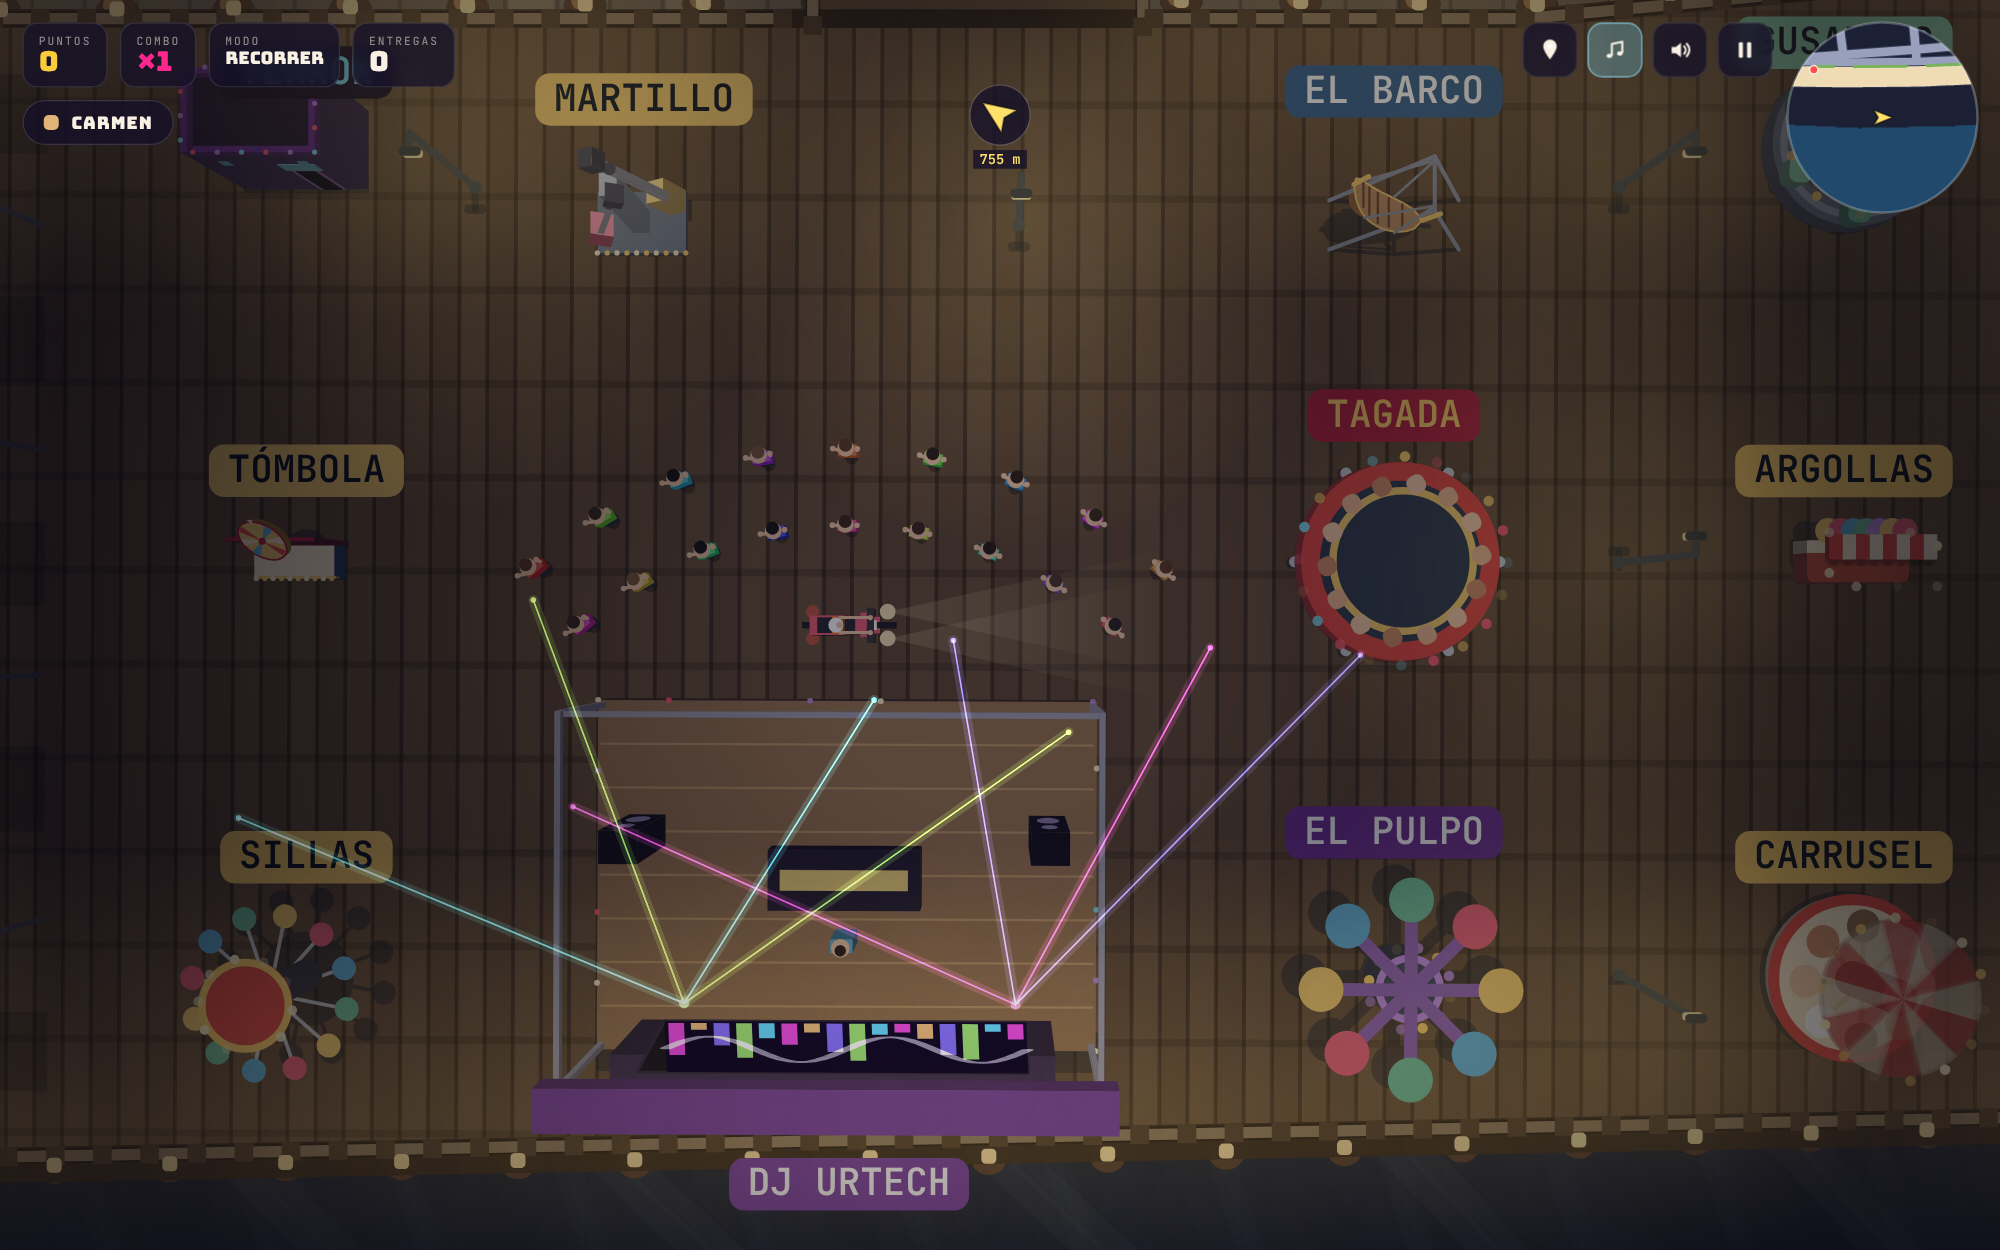 PUNTOS
0
COMBO
×1
MODO
RECORRER
ENTREGAS
0
CARMEN
MARTILLO
755 m
EL BARCO
TÓMBOLA
TAGADA
ARGOLLAS
SILLAS
EL PULPO
CARRUSEL
DJ URTECH